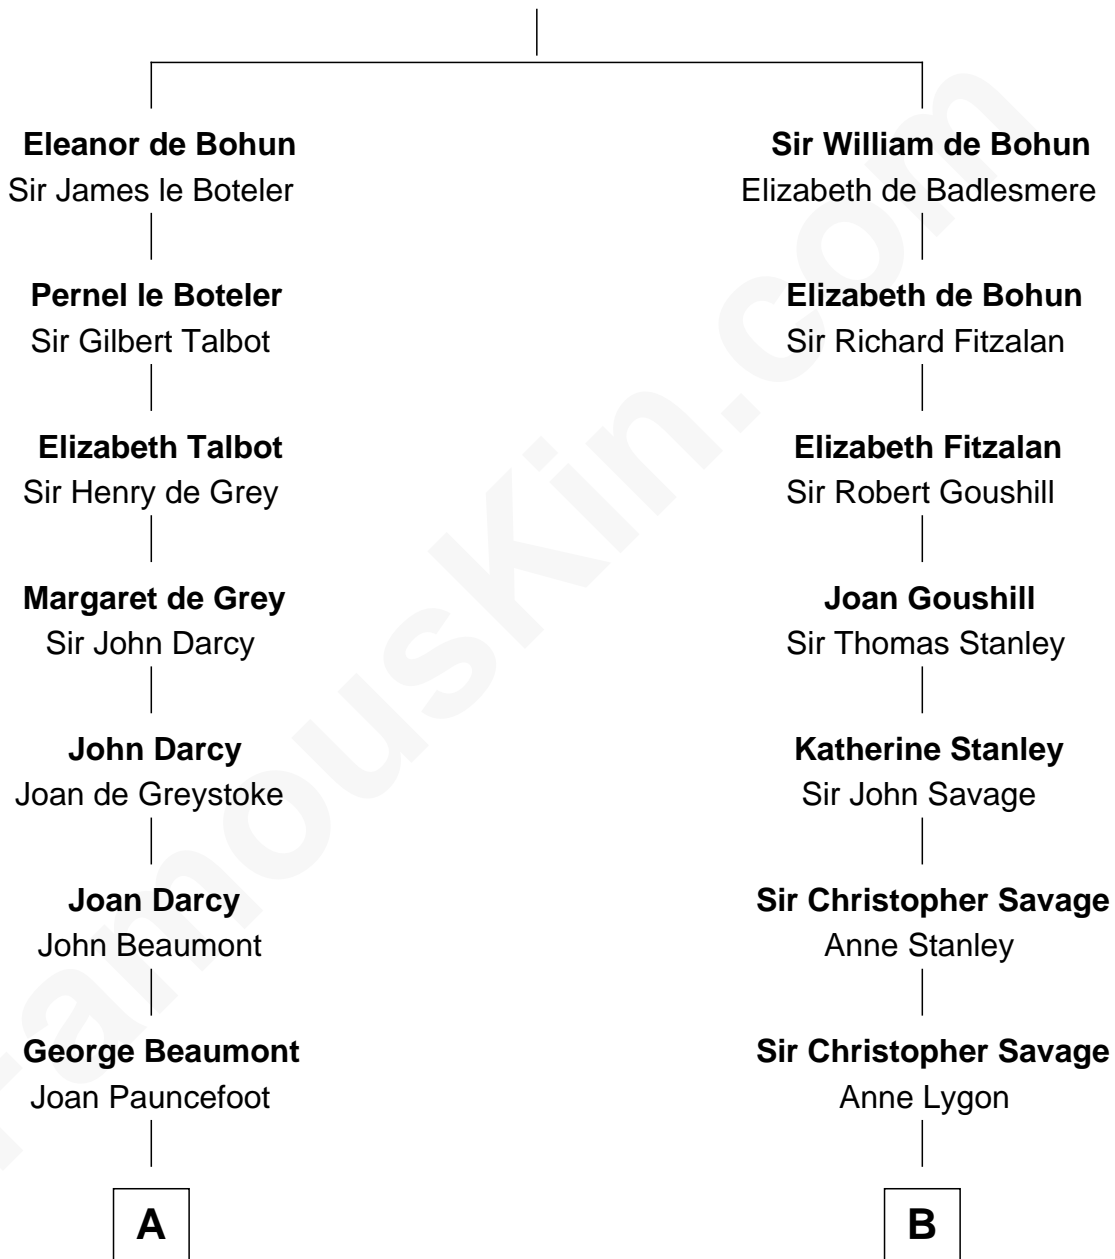 Eleanor de Bohun
Sir James le Boteler
Pernel le Boteler
Sir Gilbert Talbot
Elizabeth Talbot
Sir Henry de Grey
Margaret de Grey
Sir John Darcy
John Darcy
Joan de Greystoke
Joan Darcy
John Beaumont
George Beaumont
Joan Pauncefoot
A
Sir William de Bohun
Elizabeth de Badlesmere
Elizabeth de Bohun
Sir Richard Fitzalan
Elizabeth Fitzalan
Sir Robert Goushill
Joan Goushill
Sir Thomas Stanley
Katherine Stanley
Sir John Savage
Sir Christopher Savage
Anne Stanley
Sir Christopher Savage
Anne Lygon
B
FamousKin.com